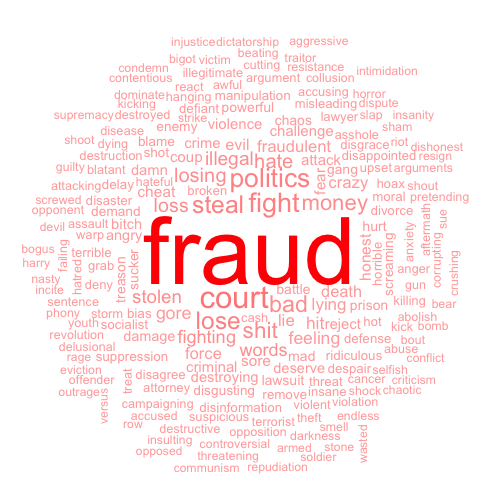 injustice dictatorship aggressive
bigot victim beating traitor
condemn cutting resistance intimidation
contentious illegitimate argument collusion
react awful accusing horror
dominate hanging manipulation misleading dispute
kicking defiant powerful lawyer slap insanity
supremacy destroyed strike chaos sham
disease enemy violence challenge asshole
shoot dying blame crime evil fraudulent disgrace riot dishonest
destruction shot coup illegal hate attack disappointed resign
guilty blatant damn losing politics fear gang upset arguments
attacking delay hateful cheat broken crazy hoax shout
screwed disaster loss steal fight money moral pretending
opponent demand divorce sue
devil assault bitch hurt
warp angry fraud honest horrible screaming anxiety aftermath corrupting
bogus terrible sucker
harry failing hatred grab treason anger crushing
nasty deny gun
incite stolen court bad battle death killing
sentence lying prison bear
phony storm bias gore lose cash lie hit reject hot abolish
youth socialist shit kick bomb
revolution damage fighting feeling defense bout
delusional words mad ridiculous abuse
rage suppression force sore despair selfish conflict
eviction criminal deserve
offender treat disagree destroying lawsuit threat cancer criticism
outrage attorney disgusting remove insane shock chaotic
versus campaigning disinformation violent violation
accused suspicious theft endless
row terrorist smell
destructive opposition darkness wasted
insulting controversial armed stone
opposed threatening soldier
communism repudiation